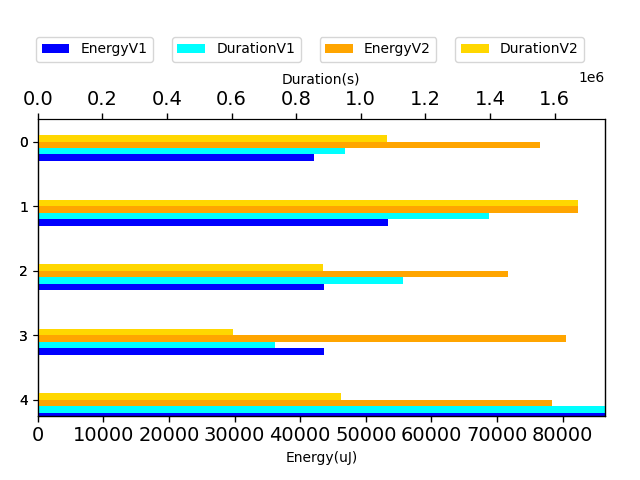 EnergyV1 DurationV1 EnergyV2 DurationV2
Duration(s)
1e6
0.0 0.2 0.4 0.6 0.8 1.0 1.2 1.4 1.6
0
1
2
3
4
0 10000 20000 30000 40000 50000 60000 70000 80000
Energy(uJ)